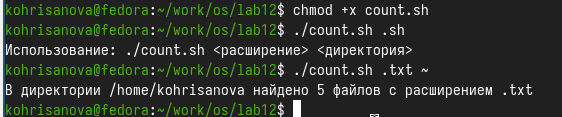 kohrisanova@fedora:~/work/os/lab12$ chmod +x count.sh
kohrisanova@fedora:~/work/os/lab12$ ./count.sh .sh
Использование: ./count.sh <расширение> <директория>
kohrisanova@fedora:~/work/os/lab12$ ./count.sh .txt ~
В директории /home/kohrisanova найдено 5 файлов с расширением .txt
kohrisanova@fedora:~/work/os/lab12$